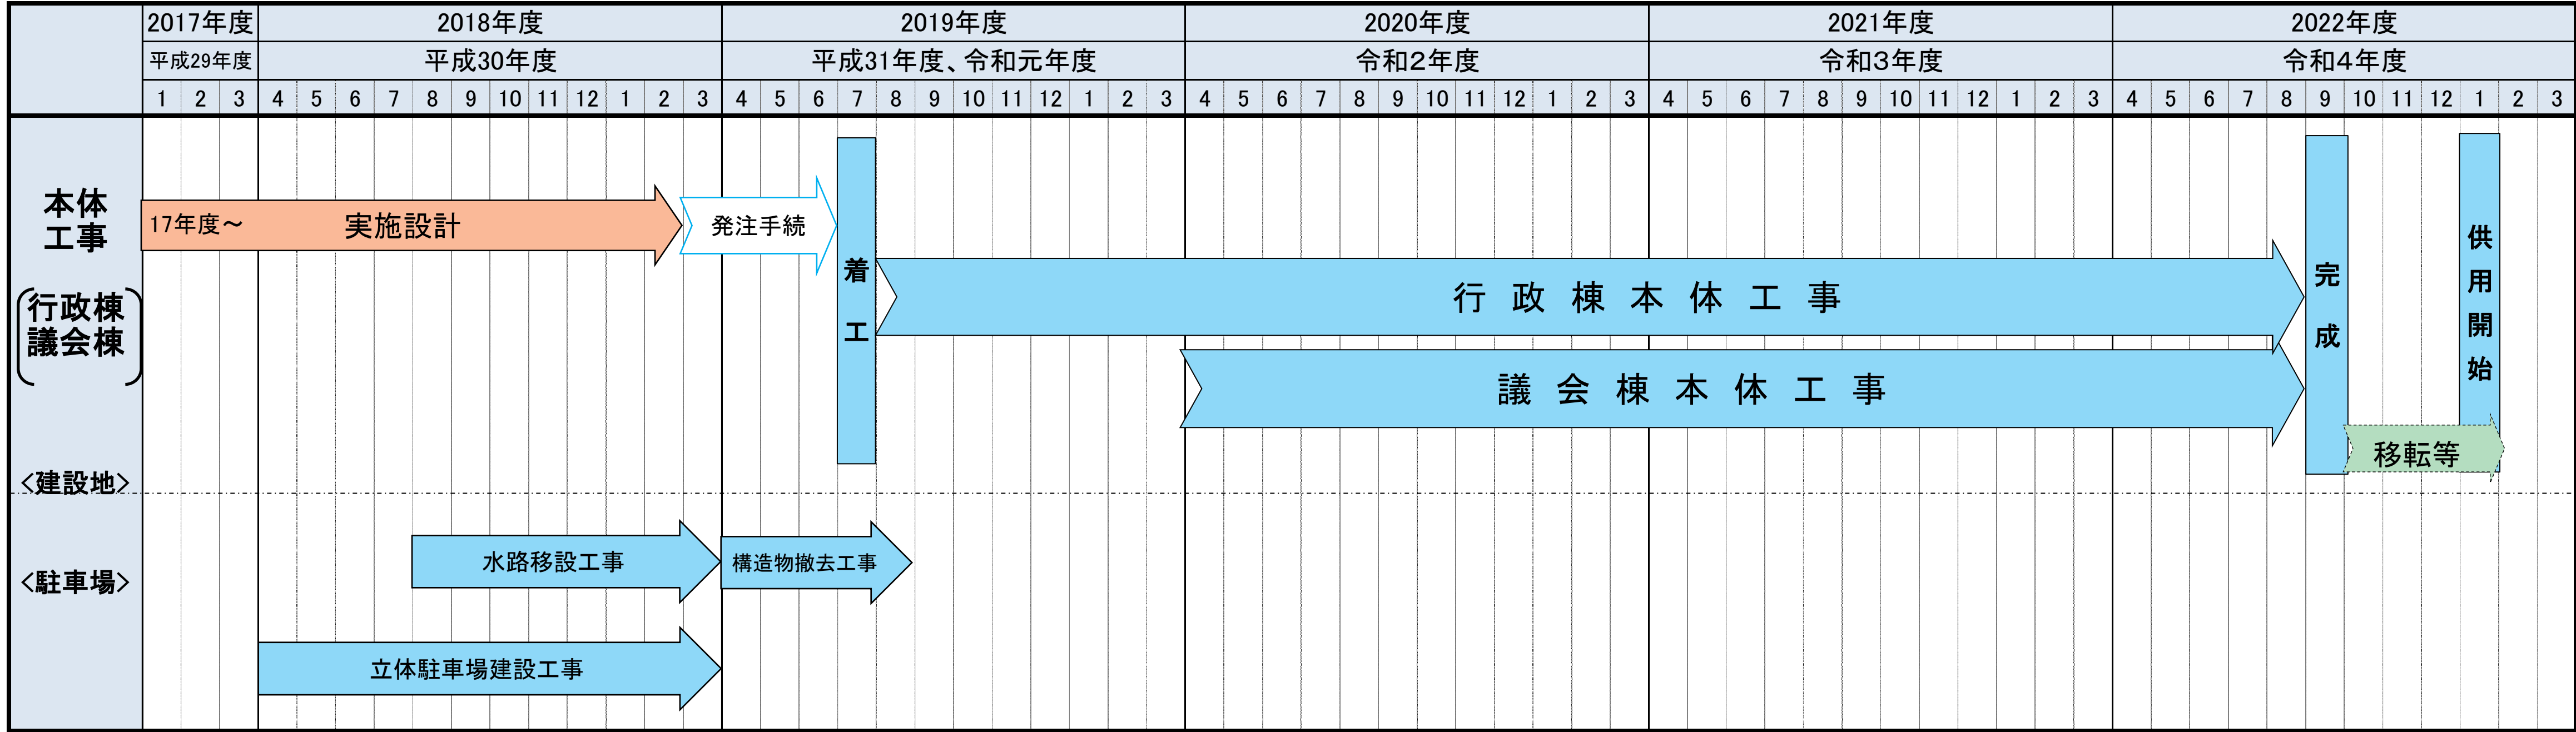 2017年度 2018年度 2019年度 2020年度 2021年度 2022年度
平成29年度 平成30年度 平成31年度、令和元年度 令和2年度 令和3年度 令和4年度
1 2 3 4 5 6 7 8 9 10 11 12 1 2 3 4 5 6 7 8 9 10 11 12 1 2 3 4 5 6 7 8 9 10 11 12 1 2 3 4 5 6 7 8 9 10 11 12 1 2 3 4 5 6 7 8 9 10 11 12 1 2 3
本体
工事
(行政棟
議会棟)
17年度～ 実施設計
発注手続
着工
行政棟本体工事
議会棟本体工事
完成
供用開始
移転等
<建設地>
水路移設工事
構造物撤去工事
<駐車場>
立体駐車場建設工事